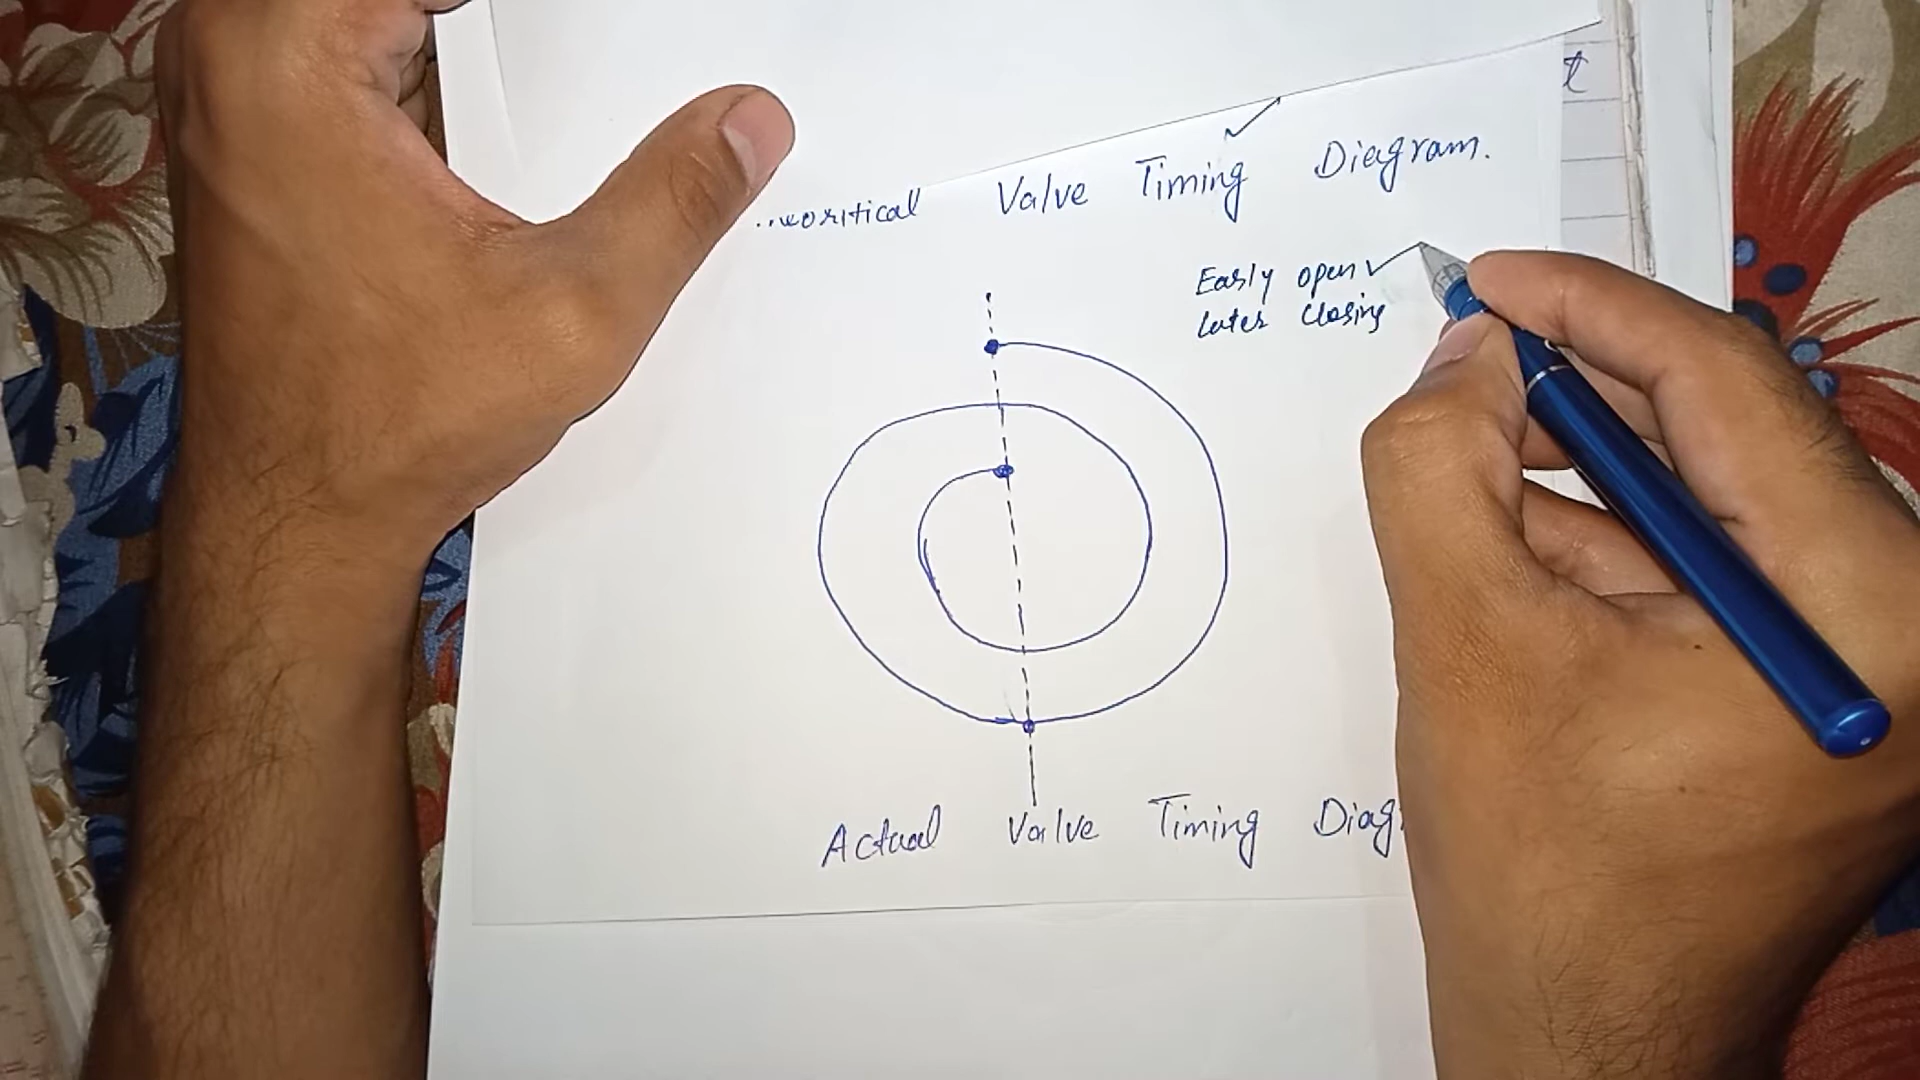 Valve Timing Diagram.
Early open
later closing
Actual Valve Timing